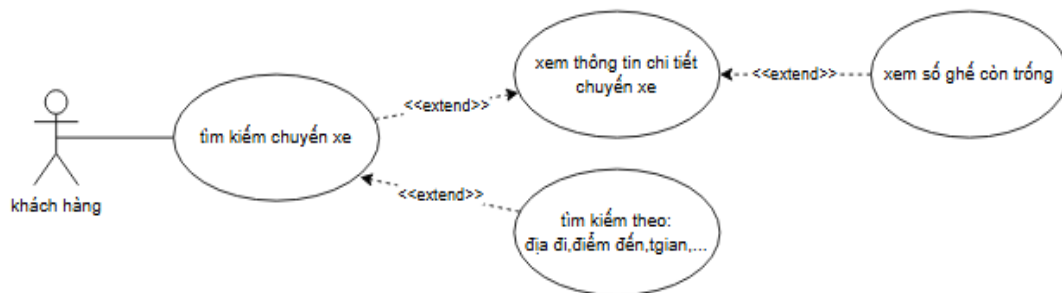 xem thông tin chi tiết
chuyến xe
<<extend>>
xem số ghế còn trống
<<extend>>
tìm kiếm chuyến xe
khách hàng
<<extend>>
tìm kiếm theo:
địa đi,điểm đến,tgian,...